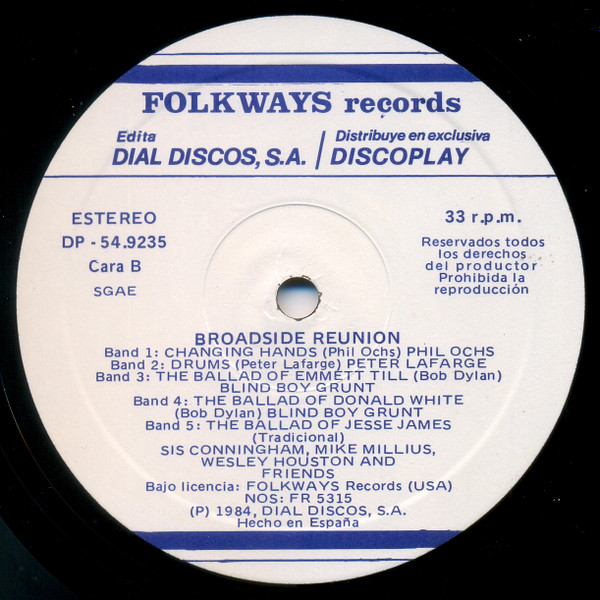 FOLKWAYS records
Edita
DIAL DISCOS, S.A.
Distribuye en exclusiva
DISCOPLAY
ESTEREO
DP - 54.9235
Cara B
SGAE
33 r.p.m.
Reservados todos
los derechos
del productor
Prohibida la
reproducción
BROADSIDE REUNION
Band 1: CHANGING HANDS (Phil Ochs) PHIL OCHS
Band 2: DRUMS (Peter Lafarge) PETER LAFARGE
Band 3: THE BALLAD OF EMMETT TILL (Bob Dylan)
BLIND BOY GRUNT
Band 4: THE BALLAD OF DONALD WHITE
(Bob Dylan) BLIND BOY GRUNT
Band 5: THE BALLAD OF JESSE JAMES
(Tradicional)
SIS CONNINGHAM, MIKE MILLIUS,
WESLEY HOUSTON AND
FRIENDS
Bajo licencia: FOLKWAYS Records (USA)
NOS: FR 5315
(P) 1984, DIAL DISCOS, S.A.
Hecho en España